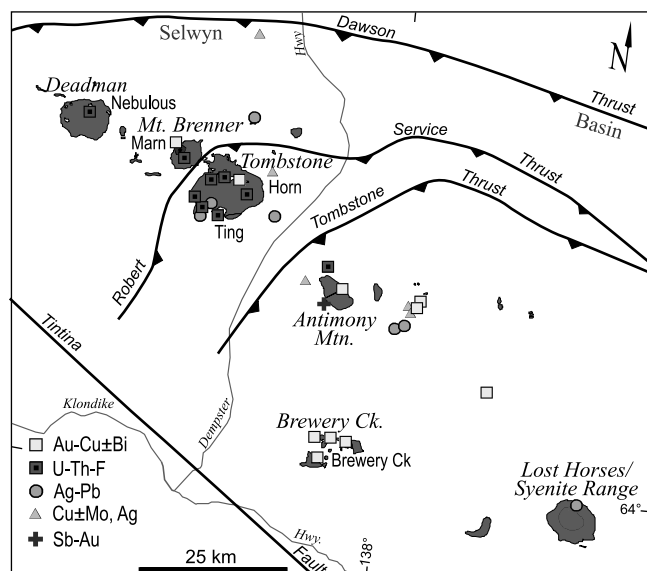 Selwyn
Hwy
Dawson
N
Deadman
Nebulous
Thrust
Basin
Mt. Brenner
Marn
Service
Tombstone
Horn
Thrust
Thrust
Ting
Tombstone
Robert
Tintina
Antimony
Mtn.
Klondike
Dempster
Brewery Ck.
Brewery Ck
Au-Cu±Bi
U-Th-F
Ag-Pb
Cu±Mo, Ag
Sb-Au
Lost Horses/
Syenite Range
64°
25 km
Hwy.
Fault
138°